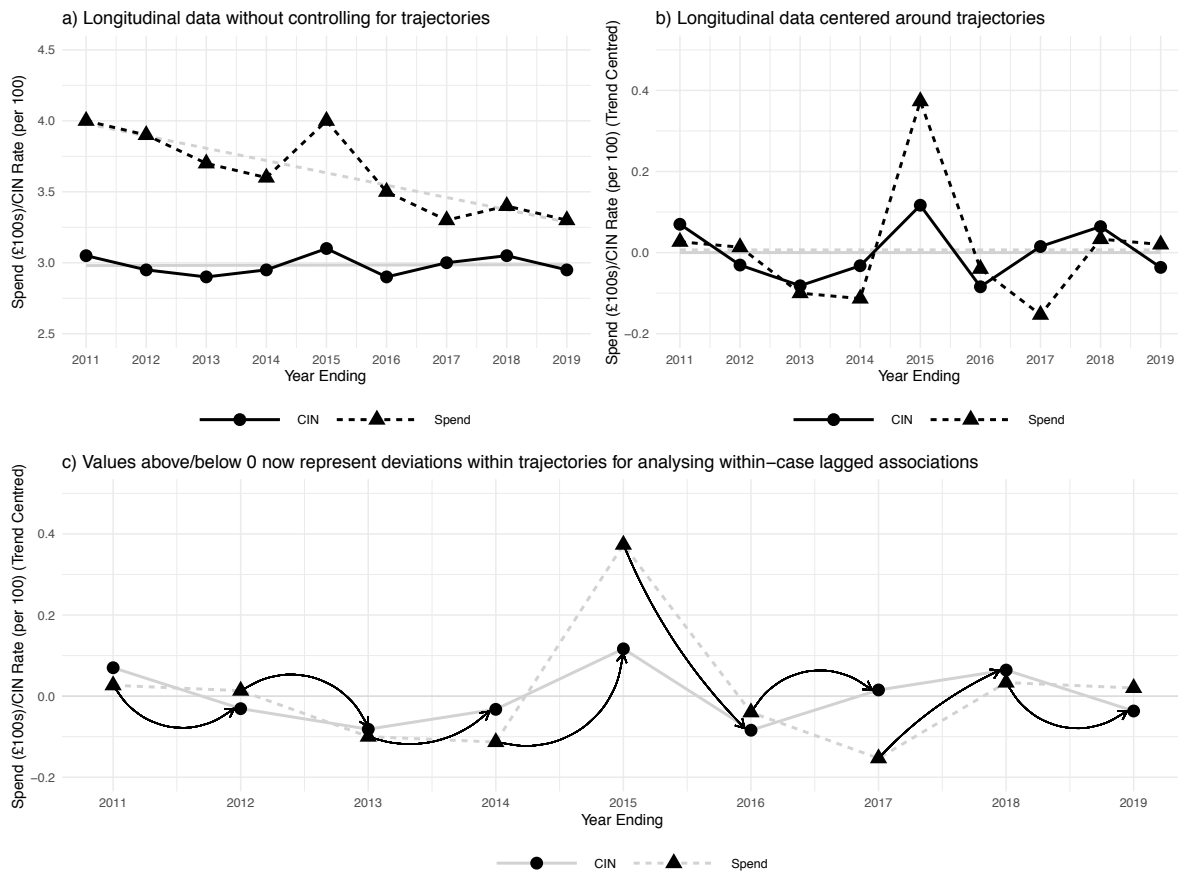 a) Longitudinal data without controlling for trajectories
Spend (£100s)/CIN Rate (per 100)
4.5
4.0
3.5
3.0
2.5
2011 2012 2013 2014 2015 2016 2017 2018 2019
Year Ending
CIN Spend
b) Longitudinal data centered around trajectories
Spend (£100s)/CIN Rate (per 100) (Trend Centred)
0.4
0.2
0.0
−0.2
2011 2012 2013 2014 2015 2016 2017 2018 2019
Year Ending
CIN Spend
c) Values above/below 0 now represent deviations within trajectories for analysing within−case lagged associations
Spend (£100s)/CIN Rate (per 100) (Trend Centred)
0.4
0.2
0.0
−0.2
2011 2012 2013 2014 2015 2016 2017 2018 2019
Year Ending
CIN Spend